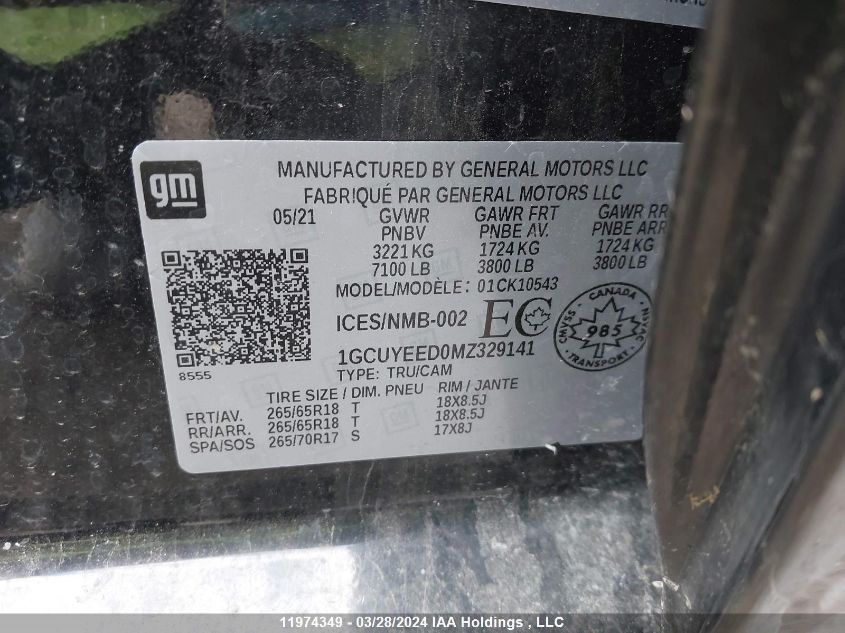 gm
MANUFACTURED BY GENERAL MOTORS LLC
FABRIQUÉ PAR GENERAL MOTORS LLC
05/21 GVWR GAWR FRT GAWR RR
PNBV PNBE AV. PNBE ARR
3221 KG 1724 KG 1724 KG
7100 LB 3800 LB 3800 LB
MODEL/MODÈLE: 01CK10543
ICES/NMB-002 EC
CANADA
CMVSS 985 NSVAC
TRANSPORT
1GCUYEED0MZ329141
8555 TYPE: TRU/CAM
TIRE SIZE / DIM. PNEU RIM / JANTE
FRT/AV. 265/65R18 T 18X8.5J
RR/ARR. 265/65R18 T 18X8.5J
SPA/SOS 265/70R17 S 17X8J
11974349 - 03/28/2024 IAA Holdings , LLC